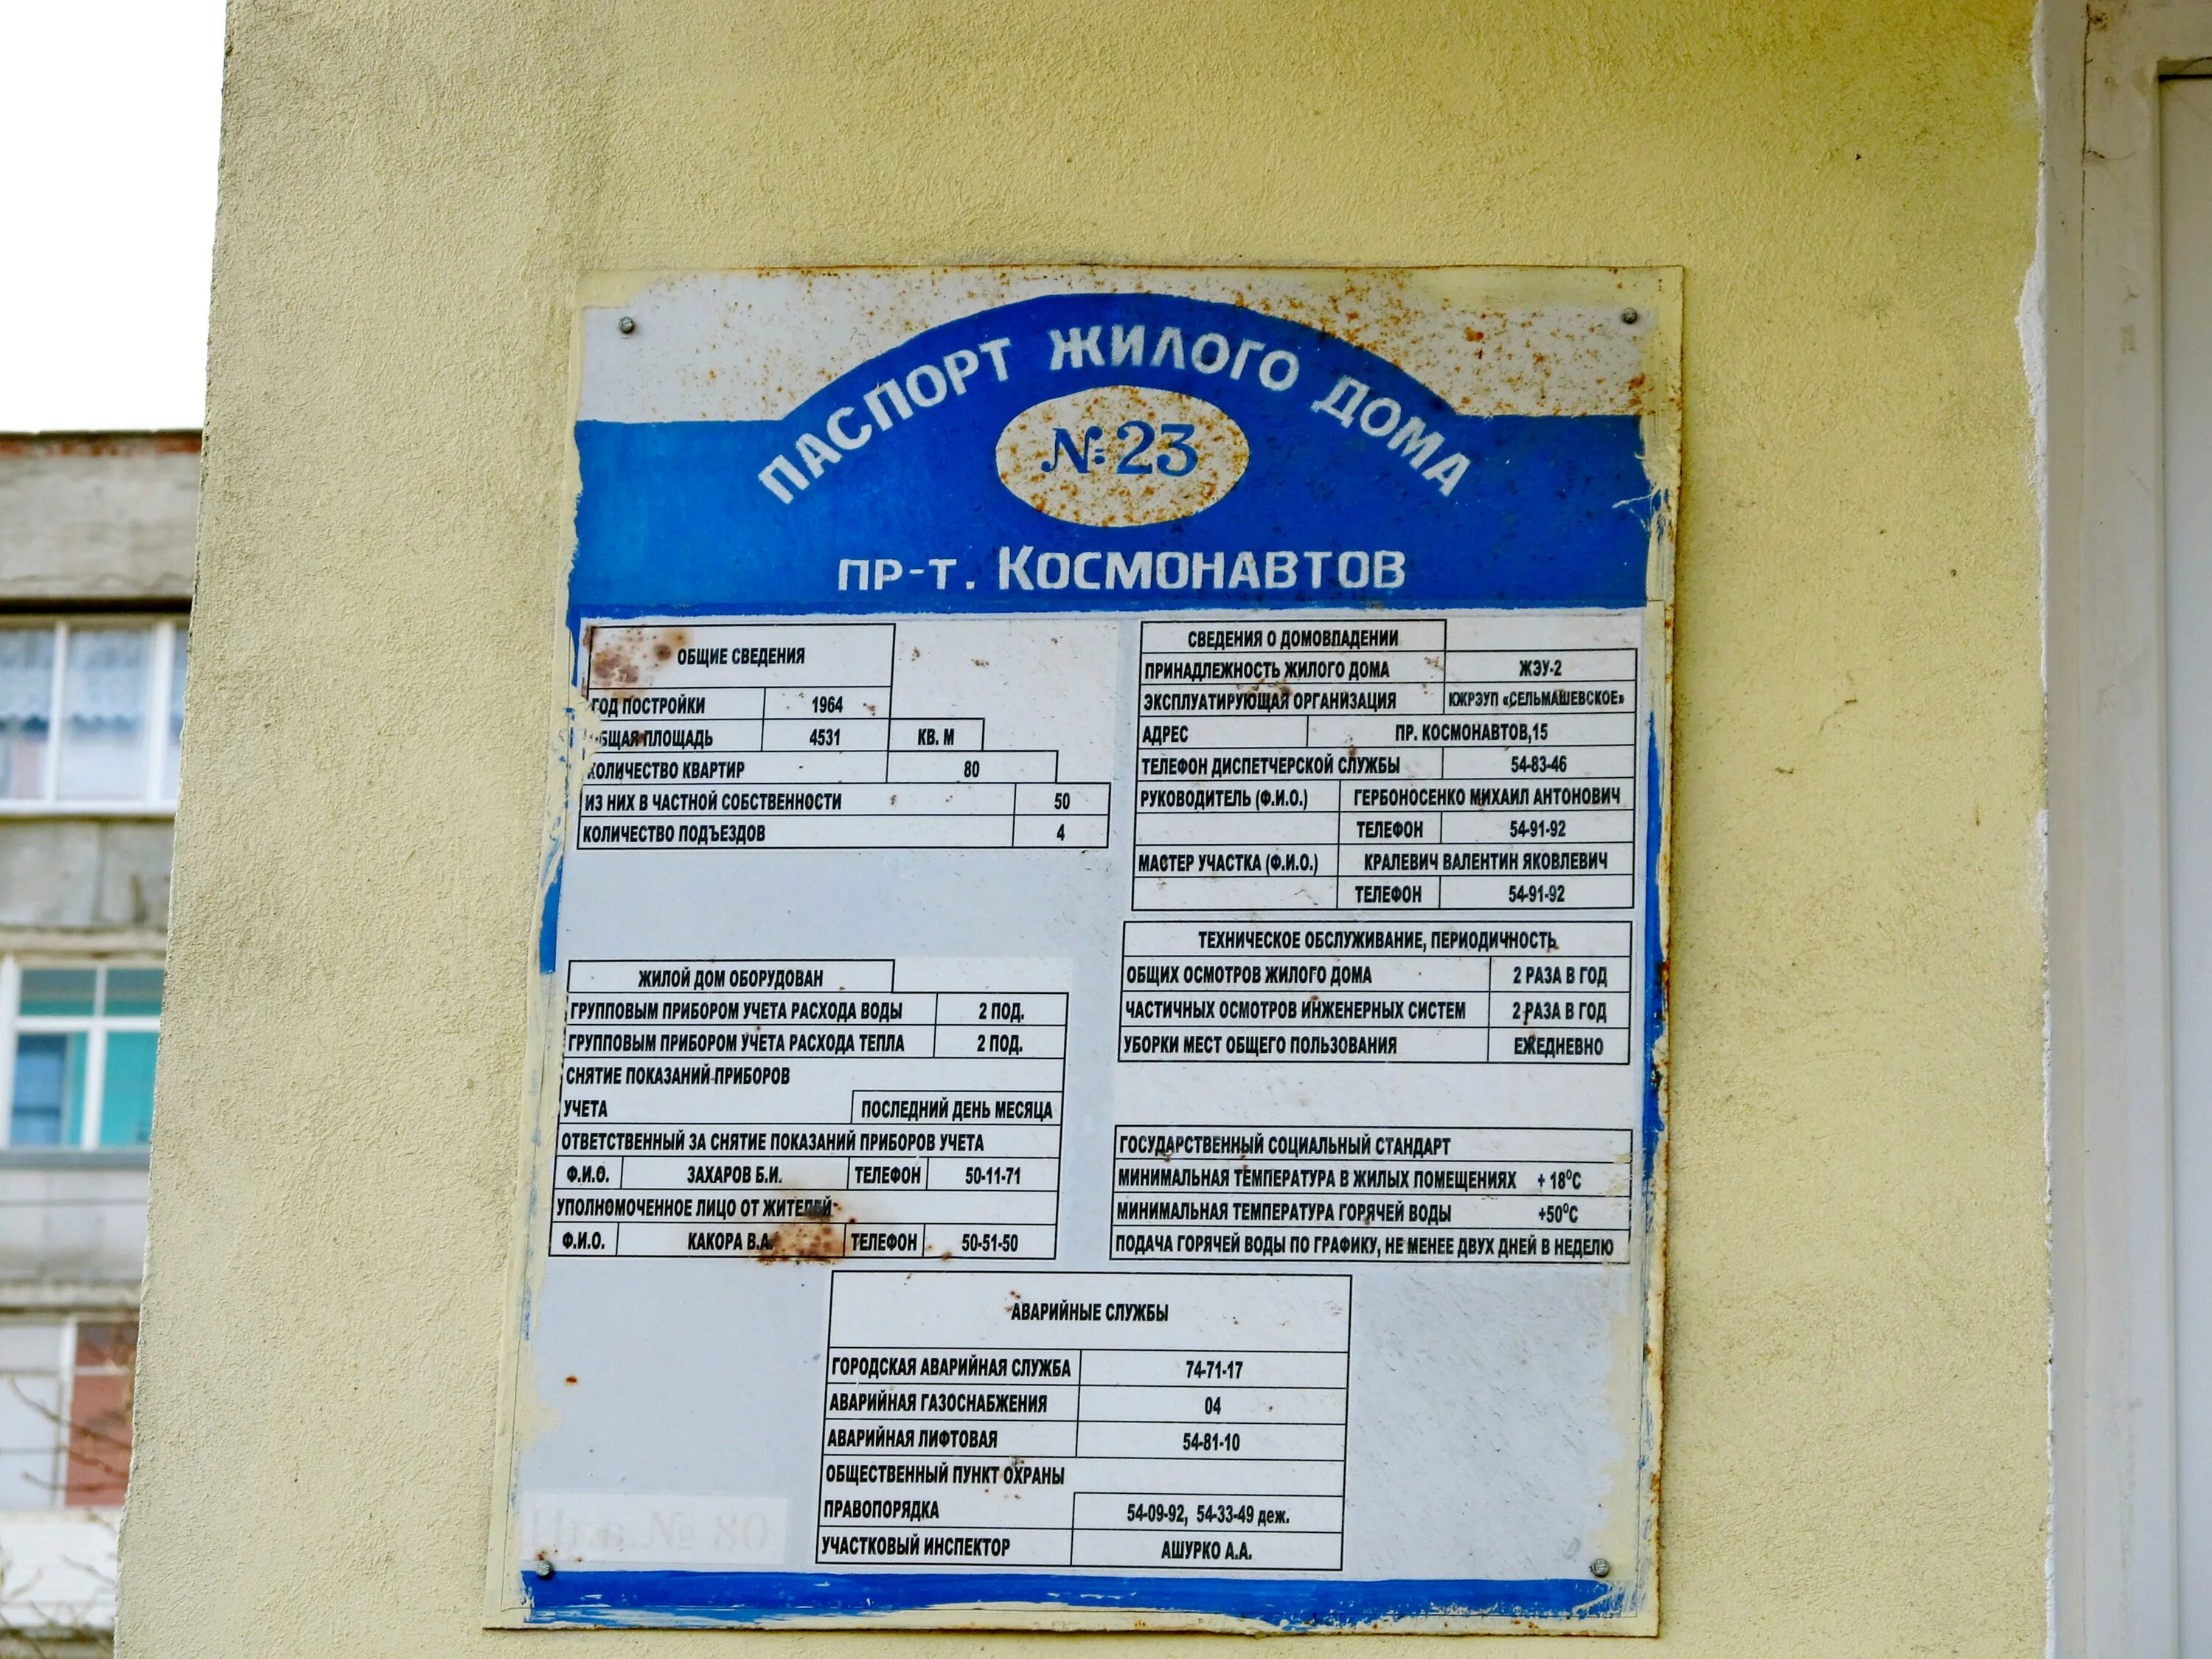 ПАСПОРТ ЖИЛОГО ДОМА
№ 23
ПР-Т. КОСМОНАВТОВ
ОБЩИЕ СВЕДЕНИЯ
ГОД ПОСТРОЙКИ 1964
ОБЩАЯ ПЛОЩАДЬ 4531 КВ. М
КОЛИЧЕСТВО КВАРТИР 80
ИЗ НИХ В ЧАСТНОЙ СОБСТВЕННОСТИ 50
КОЛИЧЕСТВО ПОДЪЕЗДОВ 4
СВЕДЕНИЯ О ДОМОВЛАДЕНИИ
ПРИНАДЛЕЖНОСТЬ ЖИЛОГО ДОМА ЖЭУ-2
ЭКСПЛУАТИРУЮЩАЯ ОРГАНИЗАЦИЯ КЖРЭУП «СЕЛЬМАШЕВСКОЕ»
АДРЕС ПР. КОСМОНАВТОВ,15
ТЕЛЕФОН ДИСПЕТЧЕРСКОЙ СЛУЖБЫ 54-83-46
РУКОВОДИТЕЛЬ (Ф.И.О.) ГЕРБОНОСЕНКО МИХАИЛ АНТОНОВИЧ
ТЕЛЕФОН 54-91-92
МАСТЕР УЧАСТКА (Ф.И.О.) КРАЛЕВИЧ ВАЛЕНТИН ЯКОВЛЕВИЧ
ТЕЛЕФОН 54-91-92
ЖИЛОЙ ДОМ ОБОРУДОВАН
ГРУППОВЫМ ПРИБОРОМ УЧЕТА РАСХОДА ВОДЫ 2 ПОД.
ГРУППОВЫМ ПРИБОРОМ УЧЕТА РАСХОДА ТЕПЛА 2 ПОД.
СНЯТИЕ ПОКАЗАНИЙ ПРИБОРОВ
УЧЕТА ПОСЛЕДНИЙ ДЕНЬ МЕСЯЦА
ОТВЕТСТВЕННЫЙ ЗА СНЯТИЕ ПОКАЗАНИЙ ПРИБОРОВ УЧЕТА
Ф.И.О. ЗАХАРОВ Б.И. ТЕЛЕФОН 50-11-71
УПОЛНОМОЧЕННОЕ ЛИЦО ОТ ЖИТЕЛЕЙ
Ф.И.О. КАКОРА В.А. ТЕЛЕФОН 50-51-50
ТЕХНИЧЕСКОЕ ОБСЛУЖИВАНИЕ, ПЕРИОДИЧНОСТЬ
ОБЩИХ ОСМОТРОВ ЖИЛОГО ДОМА 2 РАЗА В ГОД
ЧАСТИЧНЫХ ОСМОТРОВ ИНЖЕНЕРНЫХ СИСТЕМ 2 РАЗА В ГОД
УБОРКИ МЕСТ ОБЩЕГО ПОЛЬЗОВАНИЯ ЕЖЕДНЕВНО
ГОСУДАРСТВЕННЫЙ СОЦИАЛЬНЫЙ СТАНДАРТ
МИНИМАЛЬНАЯ ТЕМПЕРАТУРА В ЖИЛЫХ ПОМЕЩЕНИЯХ + 18⁰С
МИНИМАЛЬНАЯ ТЕМПЕРАТУРА ГОРЯЧЕЙ ВОДЫ +50⁰С
ПОДАЧА ГОРЯЧЕЙ ВОДЫ ПО ГРАФИКУ, НЕ МЕНЕЕ ДВУХ ДНЕЙ В НЕДЕЛЮ
АВАРИЙНЫЕ СЛУЖБЫ
ГОРОДСКАЯ АВАРИЙНАЯ СЛУЖБА 74-71-17
АВАРИЙНАЯ ГАЗОСНАБЖЕНИЯ 04
АВАРИЙНАЯ ЛИФТОВАЯ 54-81-10
ОБЩЕСТВЕННЫЙ ПУНКТ ОХРАНЫ
ПРАВОПОРЯДКА 54-09-92, 54-33-49 деж.
УЧАСТКОВЫЙ ИНСПЕКТОР АШУРКО А.А.
Инв.№ 80